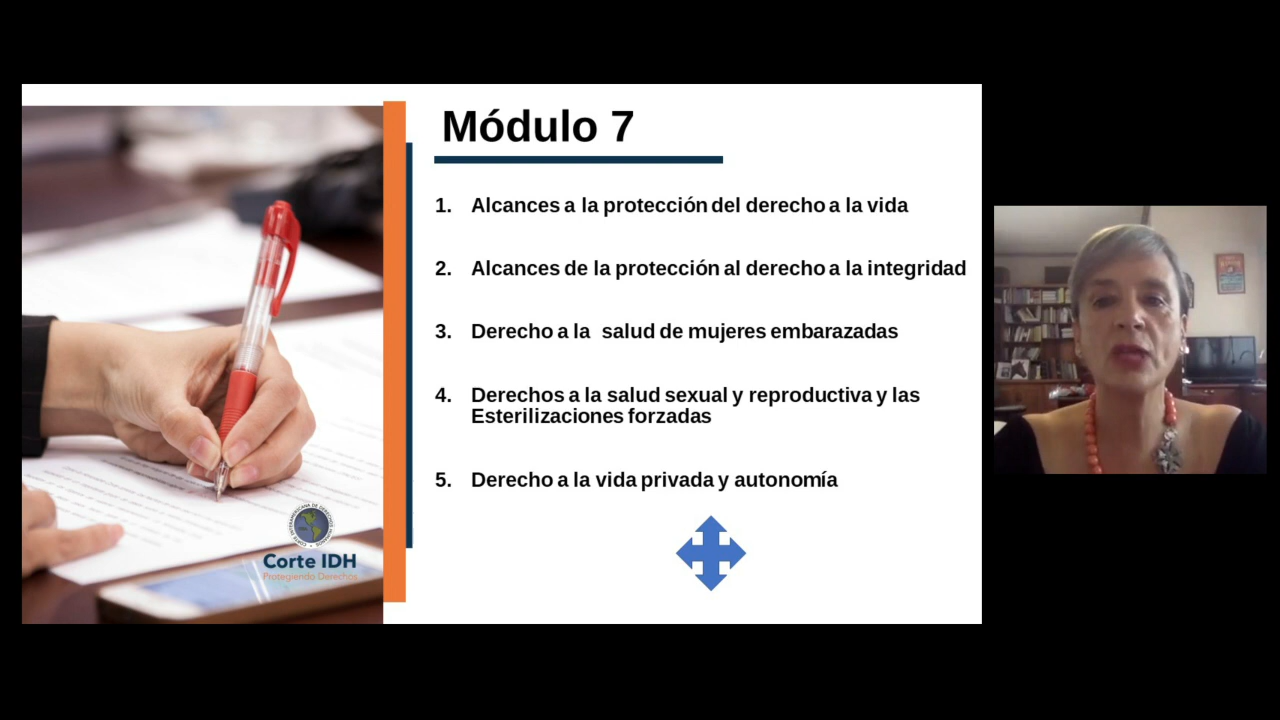 Módulo 7
1. Alcances a la protección del derecho a la vida
2. Alcances de la protección al derecho a la integridad
3. Derecho a la salud de mujeres embarazadas
4. Derechos a la salud sexual y reproductiva y las
Esterilizaciones forzadas
5. Derecho a la vida privada y autonomía
Corte IDH
Protegiendo Derechos